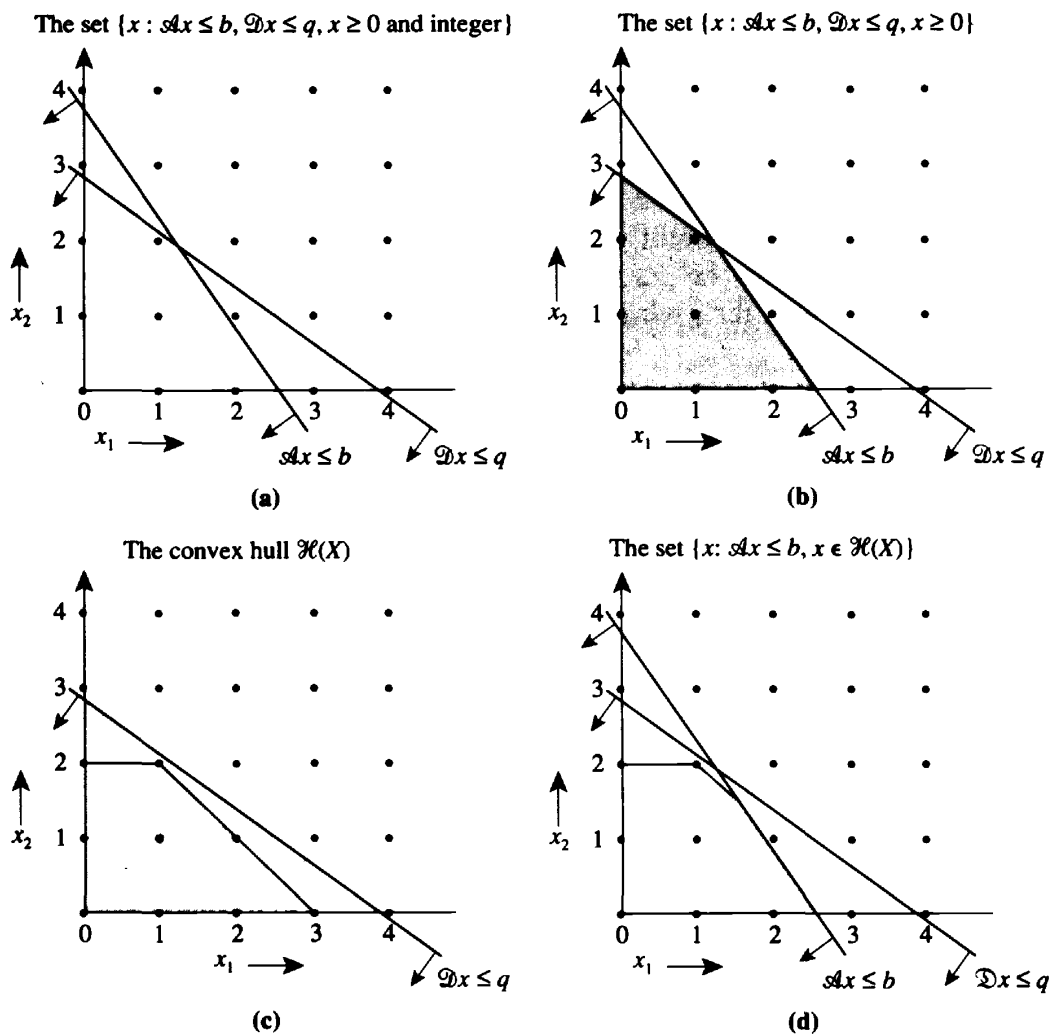 The set {x : 𝒜x ≤ b, 𝒟x ≤ q, x ≥ 0 and integer}
4
3
2
1
x₂
0 1 2 3 4
x₁
𝒜x ≤ b
𝒟x ≤ q
(a)
The set {x : 𝒜x ≤ b, 𝒟x ≤ q, x ≥ 0}
4
3
2
1
x₂
0 1 2 3 4
x₁
𝒜x ≤ b
𝒟x ≤ q
(b)
The convex hull ℋ(X)
4
3
2
1
x₂
0 1 2 3 4
x₁
𝒟x ≤ q
(c)
The set {x: 𝒜x ≤ b, x ϵ ℋ(X)}
4
3
2
1
x₂
0 1 2 3 4
x₁
𝒜x ≤ b
𝒟x ≤ q
(d)